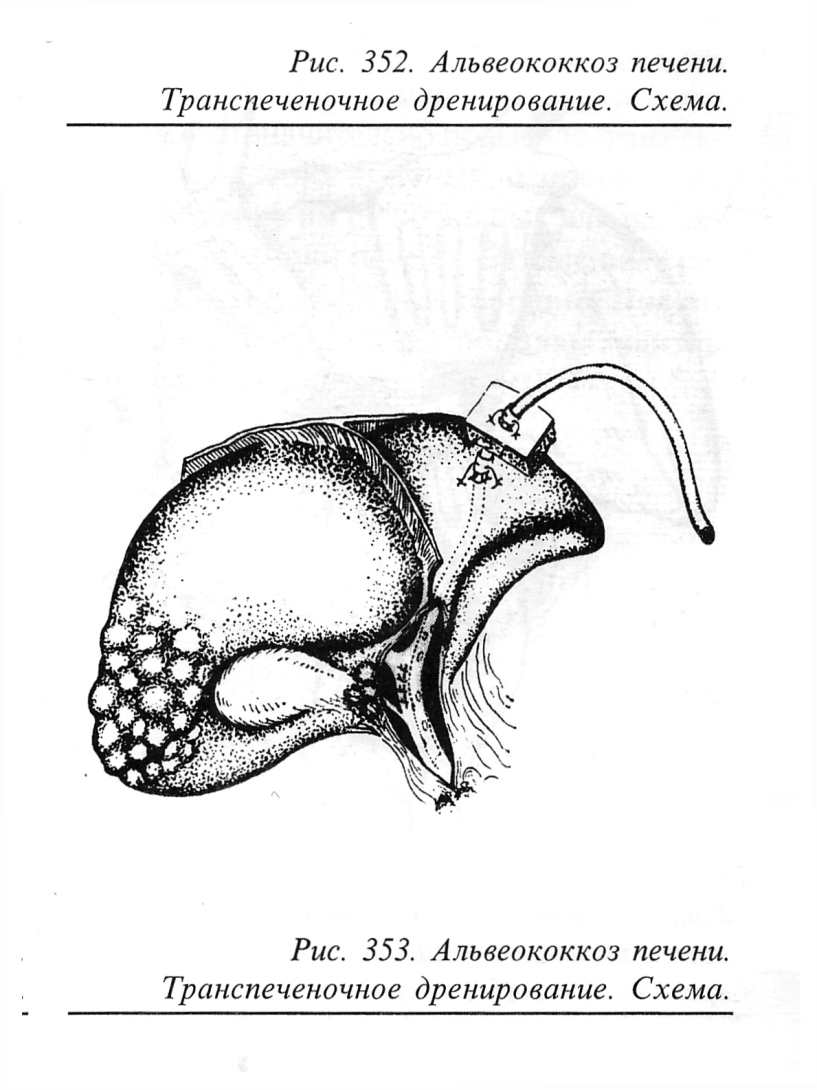 Рис. 352. Альвеококкоз печени.
Транспеченочное дренирование. Схема.
Рис. 353. Альвеококкоз печени.
Транспеченочное дренирование. Схема.